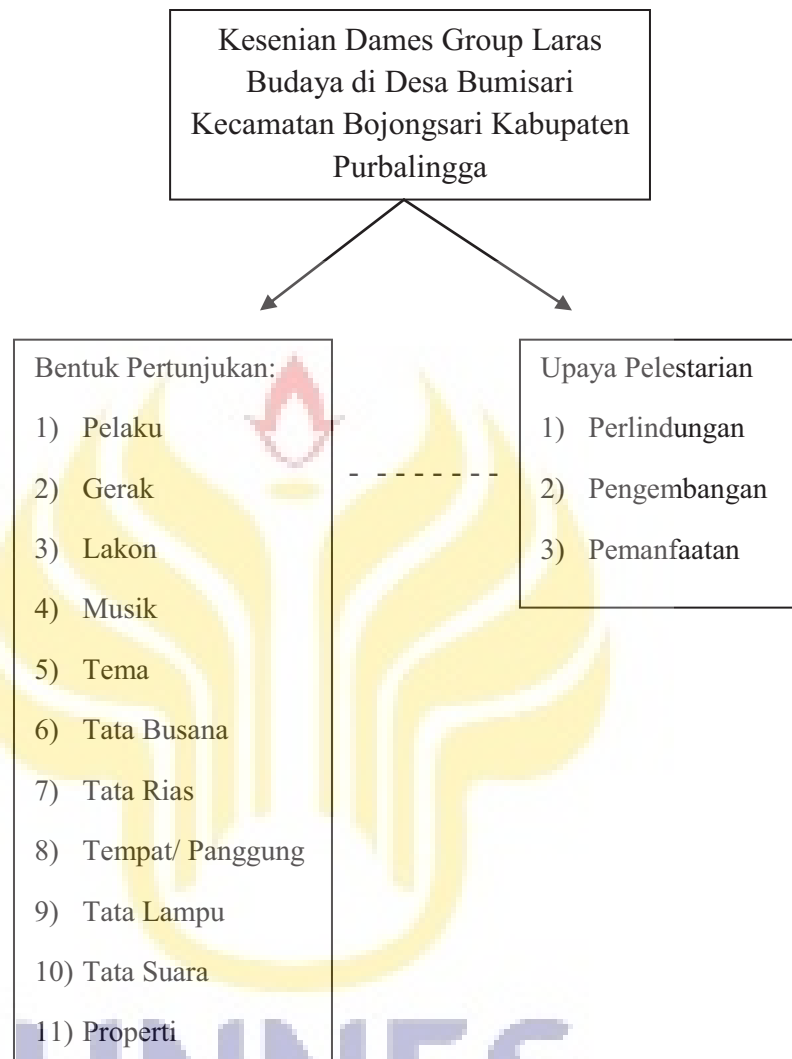 Kesenian Dames Group Laras
Budaya di Desa Bumisari
Kecamatan Bojongsari Kabupaten
Purbalingga
Bentuk Pertunjukan:
1) Pelaku
2) Gerak
3) Lakon
4) Musik
5) Tema
6) Tata Busana
7) Tata Rias
8) Tempat/ Panggung
9) Tata Lampu
10) Tata Suara
11) Properti
Upaya Pelestarian
1) Perlindungan
2) Pengembangan
3) Pemanfaatan
UNNES